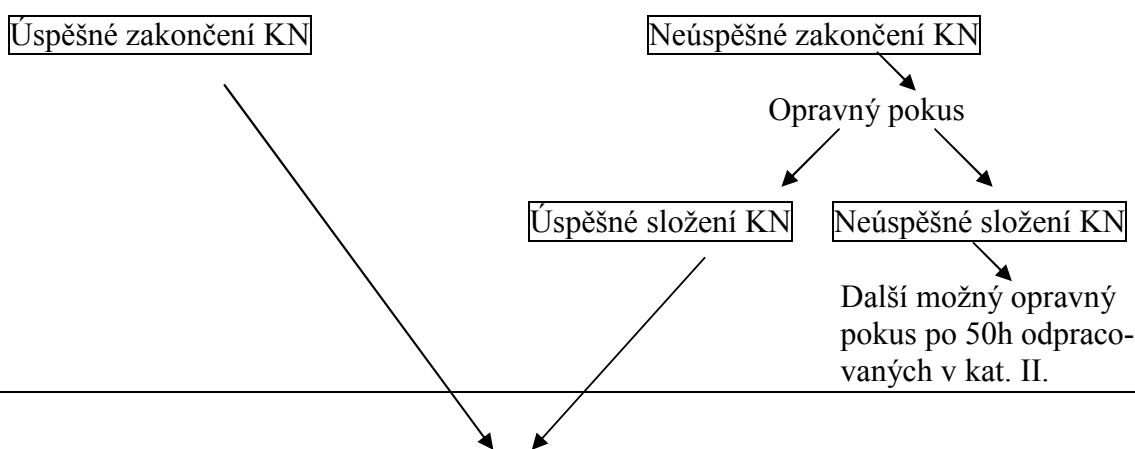 Úspěšné zakončení KN
Neúspěšné zakončení KN
Opravný pokus
Úspěšné složení KN
Neúspěšné složení KN
Další možný opravný
pokus po 50h odpraco-
vaných v kat. II.